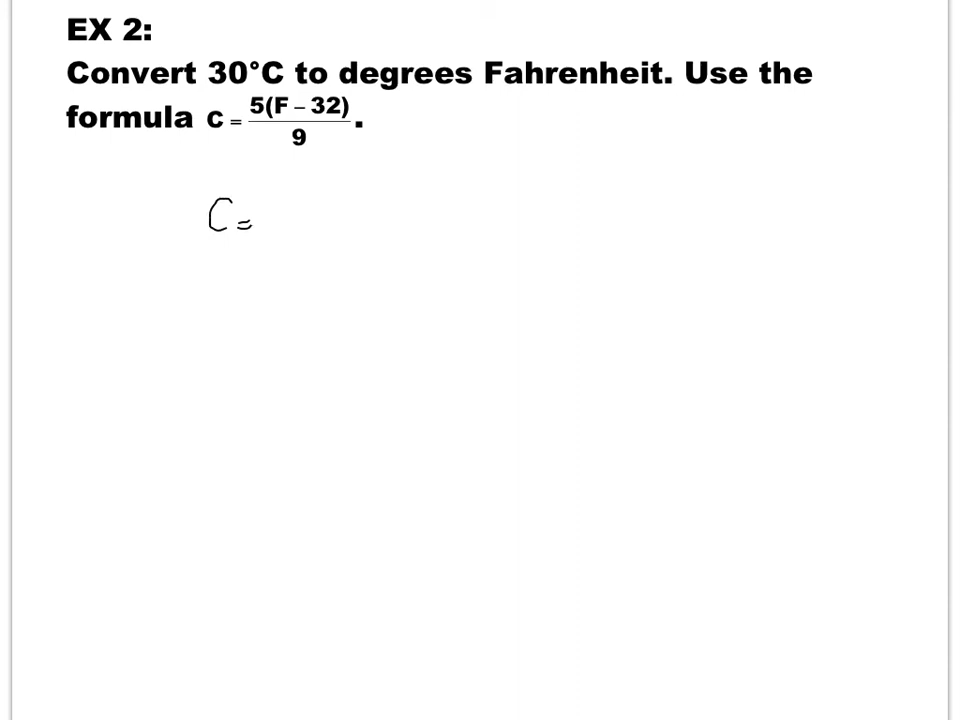 EX 2:
Convert 30°C to degrees Fahrenheit. Use the
formula c = 5(F – 32)/9.
C=